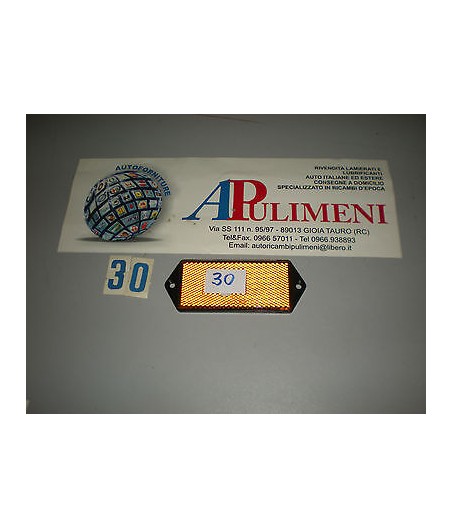 AUTOFORNITURE
RIVENDITA LAMIERATI E
LUBRIFICANTI
AUTO ITALIANE ED ESTERE
CONSEGNE A DOMICILIO
SPECIALIZZATO IN RICAMBI D'EPOCA
APULIMENI
Via SS 111 n. 95/97 - 89013 GIOIA TAURO (RC)
Tel&Fax. 0966 57011 - Tel 0966 938893
Email: autoricambipulimeni@libero.it
30
30